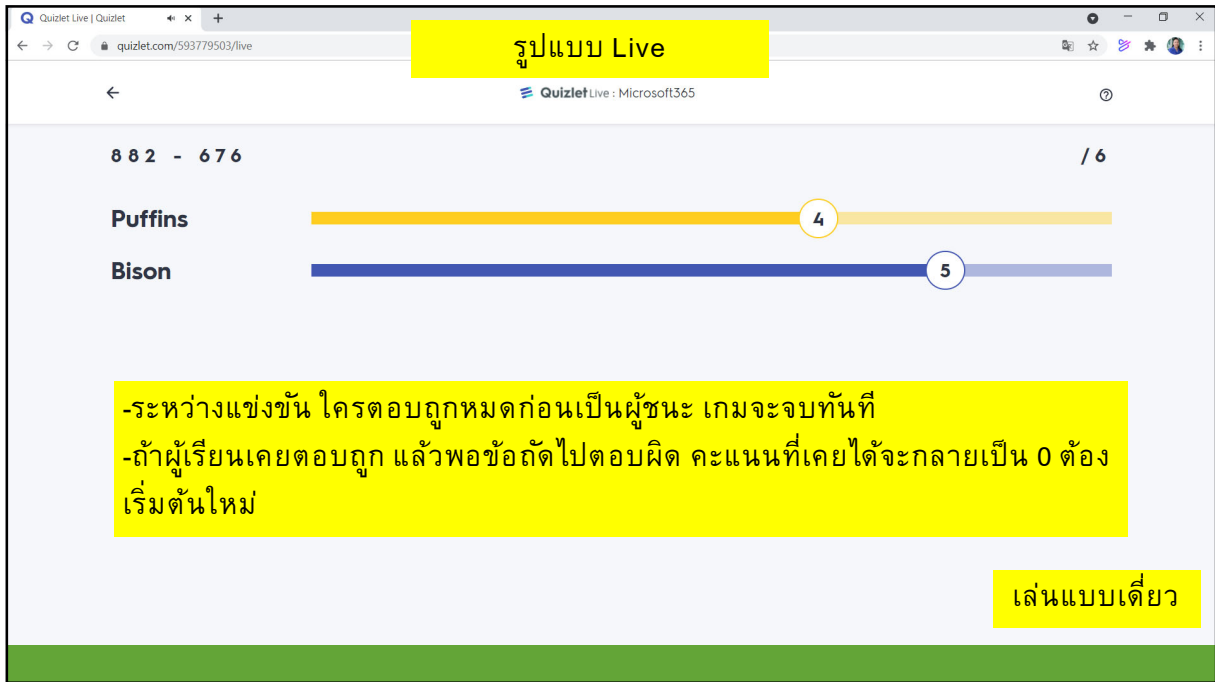 Quizlet Live | Quizlet
quizlet.com/593779503/live
รูปแบบ Live
Quizlet Live : Microsoft365
882 - 676
/ 6
Puffins
4
Bison
5
-ระหว่างแข่งขัน ใครตอบถูกหมดก่อนเป็นผู้ชนะ เกมจะจบทันที
-ถ้าผู้เรียนเคยตอบถูก แล้วพอข้อถัดไปตอบผิด คะแนนที่เคยได้จะกลายเป็น 0 ต้อง
เริ่มต้นใหม่
เล่นแบบเดี่ยว